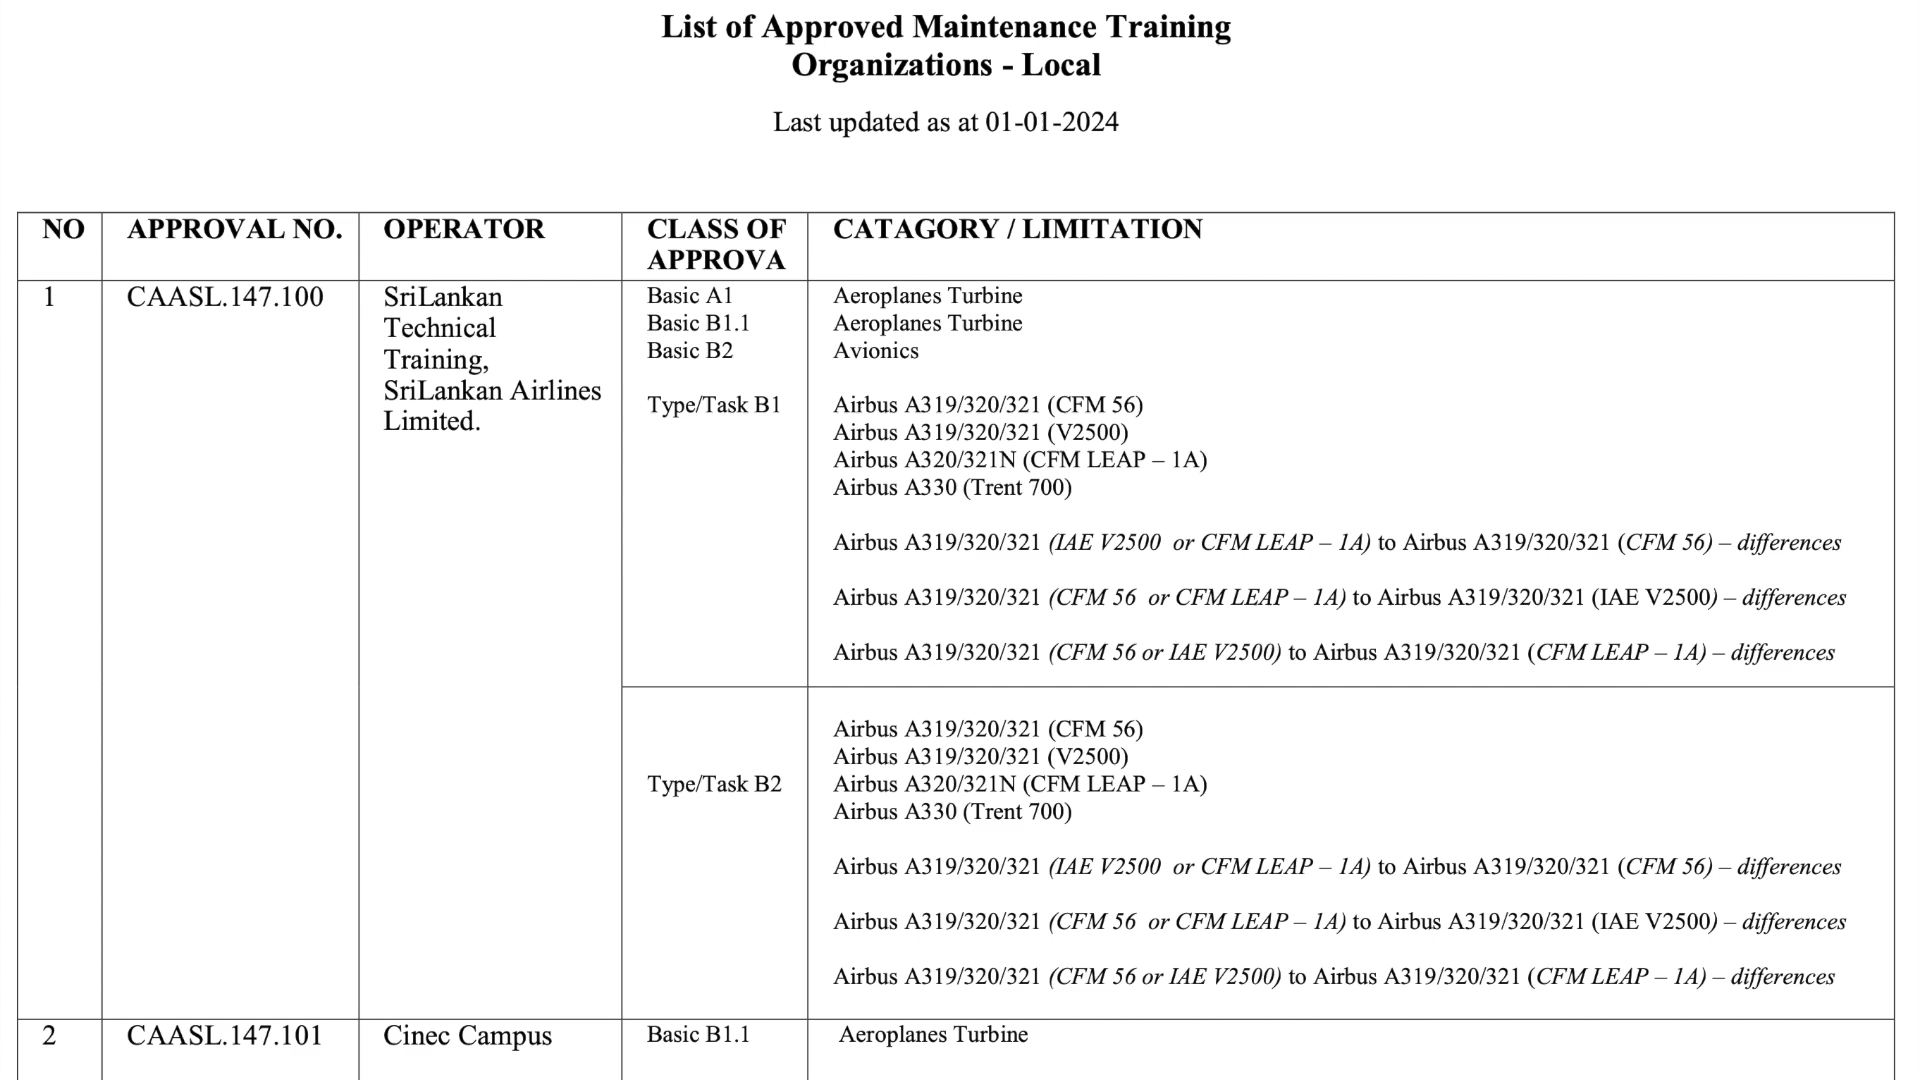 List of Approved Maintenance Training
Organizations - Local
Last updated as at 01-01-2024
NO APPROVAL NO. OPERATOR CLASS OF APPROVA CATAGORY / LIMITATION
1 CAASL.147.100 SriLankan Technical Training, SriLankan Airlines Limited.
Basic A1 Aeroplanes Turbine
Basic B1.1 Aeroplanes Turbine
Basic B2 Avionics
Type/Task B1 Airbus A319/320/321 (CFM 56)
Airbus A319/320/321 (V2500)
Airbus A320/321N (CFM LEAP – 1A)
Airbus A330 (Trent 700)
Airbus A319/320/321 (IAE V2500 or CFM LEAP – 1A) to Airbus A319/320/321 (CFM 56) – differences
Airbus A319/320/321 (CFM 56 or CFM LEAP – 1A) to Airbus A319/320/321 (IAE V2500) – differences
Airbus A319/320/321 (CFM 56 or IAE V2500) to Airbus A319/320/321 (CFM LEAP – 1A) – differences
Airbus A319/320/321 (CFM 56)
Airbus A319/320/321 (V2500)
Type/Task B2 Airbus A320/321N (CFM LEAP – 1A)
Airbus A330 (Trent 700)
Airbus A319/320/321 (IAE V2500 or CFM LEAP – 1A) to Airbus A319/320/321 (CFM 56) – differences
Airbus A319/320/321 (CFM 56 or CFM LEAP – 1A) to Airbus A319/320/321 (IAE V2500) – differences
Airbus A319/320/321 (CFM 56 or IAE V2500) to Airbus A319/320/321 (CFM LEAP – 1A) – differences
2 CAASL.147.101 Cinec Campus Basic B1.1 Aeroplanes Turbine